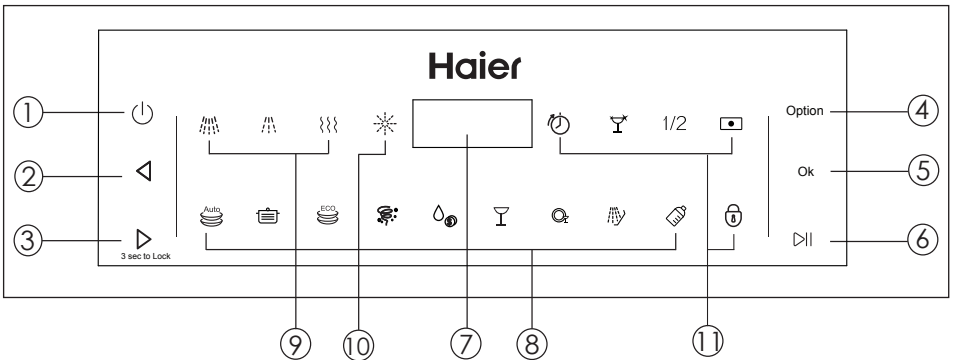 Haier
① ② ③ ④ ⑤ ⑥ ⑦ ⑧ ⑨ ⑩ ⑪
1/2
Option
Ok
Auto
ECO
3 sec to Lock